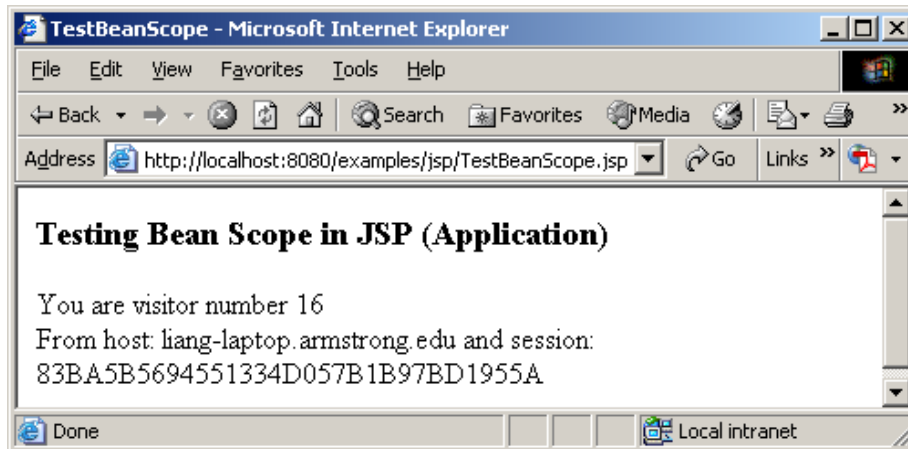 TestBeanScope - Microsoft Internet Explorer
File Edit View Favorites Tools Help
Back Search Favorites Media »
Address http://localhost:8080/examples/jsp/TestBeanScope.jsp Go Links »
Testing Bean Scope in JSP (Application)
You are visitor number 16
From host: liang-laptop.armstrong.edu and session:
83BA5B5694551334D057B1B97BD1955A
Done Local intranet